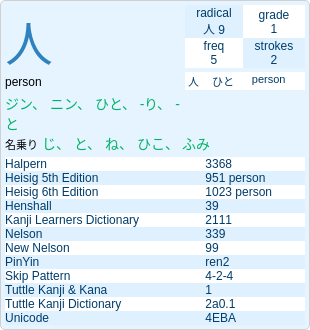 人
radical
人 9
grade
1
freq
5
strokes
2
person
人 ひと person
ジン、 ニン、 ひと、 -り、 -
と
名乗り じ、 と、 ね、 ひこ、 ふみ
Halpern 3368
Heisig 5th Edition 951 person
Heisig 6th Edition 1023 person
Henshall 39
Kanji Learners Dictionary 2111
Nelson 339
New Nelson 99
PinYin ren2
Skip Pattern 4-2-4
Tuttle Kanji & Kana 1
Tuttle Kanji Dictionary 2a0.1
Unicode 4EBA